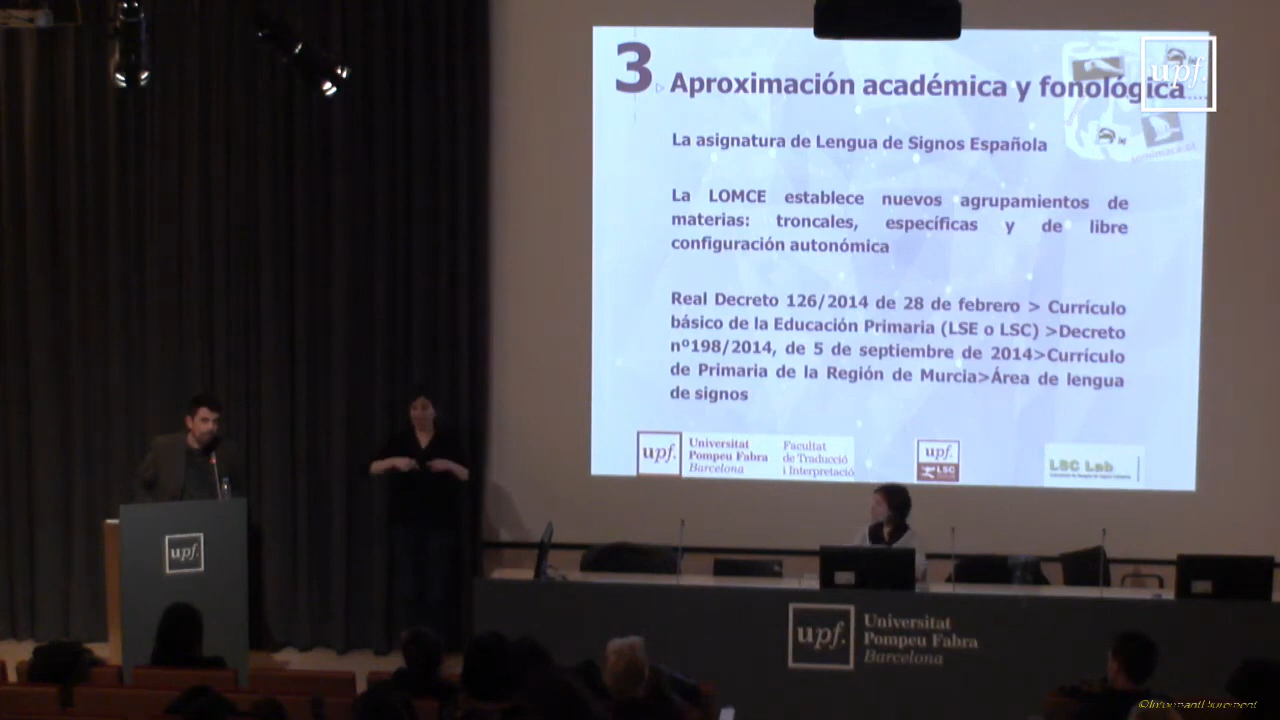 3 Aproximación académica y fonológica
upf.
La asignatura de Lengua de Signos Española
La LOMCE establece nuevos agrupamientos de
materias: troncales, específicas y de libre
configuración autonómica
Real Decreto 126/2014 de 28 de febrero > Currículo
básico de la Educación Primaria (LSE o LSC) >Decreto
nº198/2014, de 5 de septiembre de 2014>Currículo
de Primaria de la Región de Murcia>Área de lengua
de signos
upf.
Universitat
Pompeu Fabra
Barcelona
Facultat
de Traducció
i Interpretació
upf.
LSC
LSC Lab
upf.
upf.
Universitat
Pompeu Fabra
Barcelona